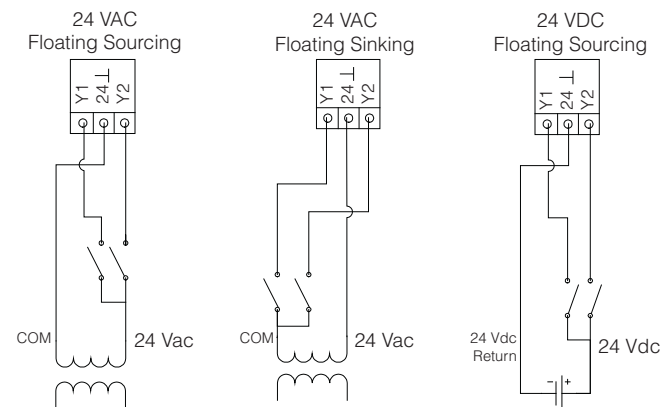 24 VAC
Floating Sourcing
Y1
24 ⊥
Y2
COM
24 Vac
24 VAC
Floating Sinking
Y1
24 ⊥
Y2
COM
24 Vac
24 VDC
Floating Sourcing
Y1
24 ⊥
Y2
24 Vdc
Return
24 Vdc
- +